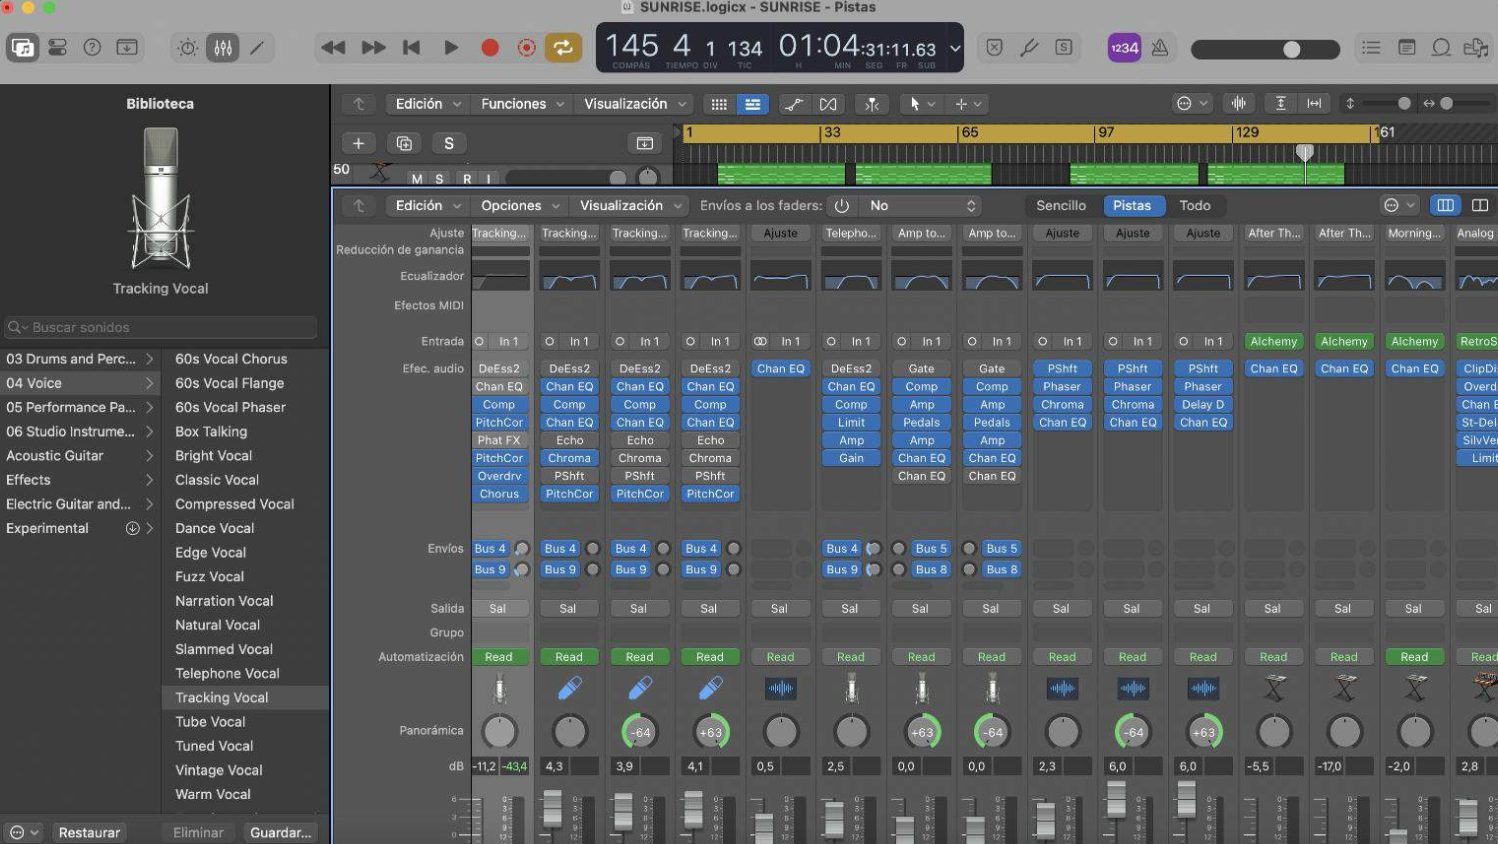 SUNRISE.logicx - SUNRISE - Pistas
145 4 1 134 01:04:31:11.63
COMPÁS TIEMPO DIV TIC H MIN SEG FR SUB
1234
S
Biblioteca
Tracking Vocal
Buscar sonidos
03 Drums and Perc...
04 Voice
05 Performance Pa...
06 Studio Instrume...
Acoustic Guitar
Effects
Electric Guitar and...
Experimental
60s Vocal Chorus
60s Vocal Flange
60s Vocal Phaser
Box Talking
Bright Vocal
Classic Vocal
Compressed Vocal
Dance Vocal
Edge Vocal
Fuzz Vocal
Narration Vocal
Natural Vocal
Slammed Vocal
Telephone Vocal
Tracking Vocal
Tube Vocal
Tuned Vocal
Vintage Vocal
Warm Vocal
Restaurar Eliminar Guardar...
Edición Funciones Visualización
S
1 33 65 97 129 161
50 M S R I
Edición Opciones Visualización Envíos a los faders: No Sencillo Pistas Todo
Ajuste Tracking... Tracking... Tracking... Tracking... Ajuste Telepho... Amp to... Amp to... Ajuste Ajuste Ajuste After Th... After Th... Morning... Analog
Reducción de ganancia
Ecualizador
Efectos MIDI
Entrada In 1 In 1 In 1 In 1 In 1 In 1 In 1 In 1 In 1 In 1 In 1 Alchemy Alchemy Alchemy RetroS
Efec. audio DeEss2 DeEss2 DeEss2 DeEss2 Chan EQ DeEss2 Gate Gate PShft PShft PShft Chan EQ Chan EQ Chan EQ ClipDi
Chan EQ Chan EQ Chan EQ Chan EQ Chan EQ Comp Comp Phaser Phaser Phaser Overd
Comp Comp Comp Comp Comp Amp Amp Chroma Chroma Delay D Chan E
PitchCor Chan EQ Chan EQ Chan EQ Limit Pedals Pedals Chan EQ Chan EQ Chan EQ St-Del
Phat FX Echo Echo Echo Amp Amp Amp SilvVe
PitchCor Chroma Chroma Chroma Gain Chan EQ Chan EQ Limit
Overdrv PShft PShft PShft Chan EQ Chan EQ
Chorus PitchCor PitchCor PitchCor
Envíos Bus 4 Bus 4 Bus 4 Bus 4 Bus 4 Bus 5 Bus 5
Bus 9 Bus 9 Bus 9 Bus 9 Bus 9 Bus 8 Bus 8
Salida Sal Sal Sal Sal Sal Sal Sal Sal Sal Sal Sal Sal Sal Sal Sal
Grupo
Automatización Read Read Read Read Read Read Read Read Read Read Read Read Read Read Read
Panorámica -64 +63 +63 -64 -64 +63
dB -11,2 -43,4 4,3 3,9 4,1 0,5 2,5 0,0 0,0 2,3 6,0 6,0 -5,5 -17,0 -2,0 2,8